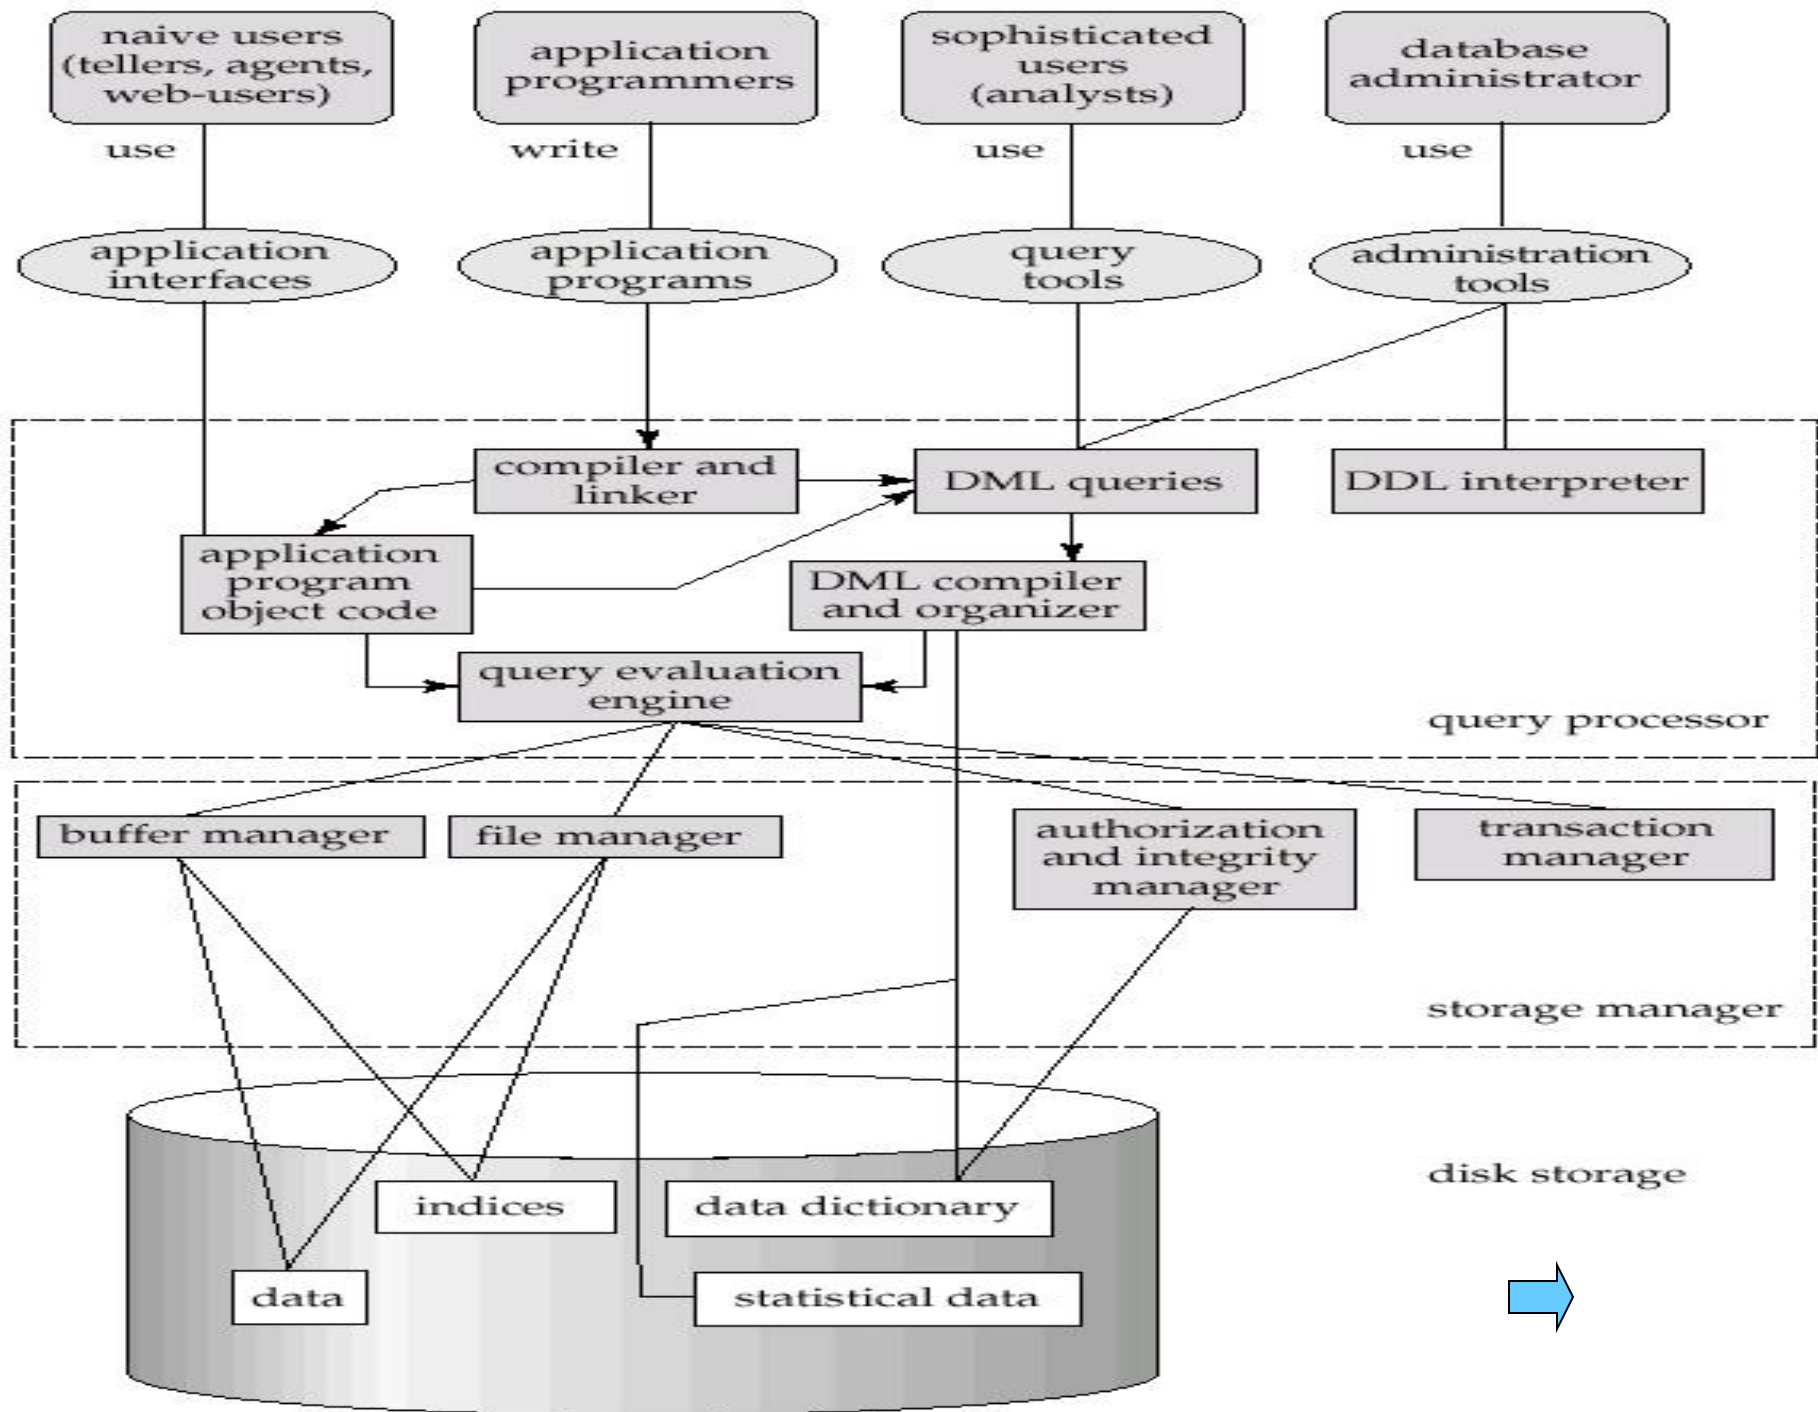 naive users
(tellers, agents,
web-users)
application
programmers
sophisticated
users
(analysts)
database
administrator
use
write
use
use
application
interfaces
application
programs
query
tools
administration
tools
compiler and
linker
DML queries
DDL interpreter
application
program
object code
DML compiler
and organizer
query evaluation
engine
query processor
buffer manager
file manager
authorization
and integrity
manager
transaction
manager
storage manager
indices
data dictionary
disk storage
data
statistical data